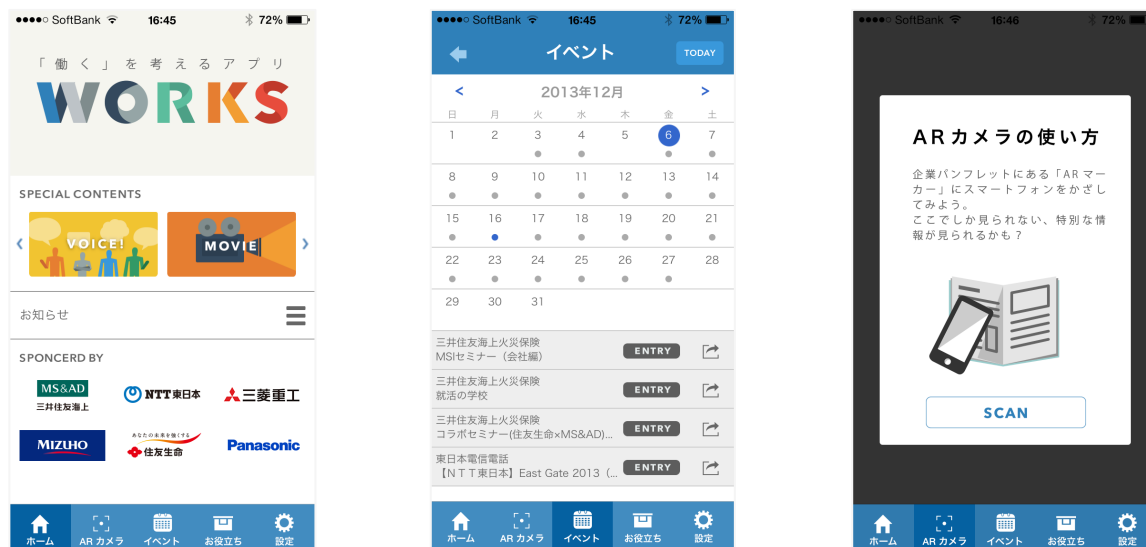 SoftBank 16:45 72%
「働く」を考えるアプリ
WORKS
SPECIAL CONTENTS
VOICE!
MOVIE
お知らせ
SPONCERD BY
MS&AD
三井住友海上
NTT東日本
三菱重工
MIZUHO
あなたの未来を強くする
住友生命
Panasonic
ホーム ARカメラ イベント お役立ち 設定
SoftBank 16:45 72%
イベント TODAY
< 2013年12月 >
日 月 火 水 木 金 土
1 2 3 4 5 6 7
8 9 10 11 12 13 14
15 16 17 18 19 20 21
22 23 24 25 26 27 28
29 30 31
三井住友海上火災保険
MSIセミナー（会社編） ENTRY
三井住友海上火災保険
就活の学校 ENTRY
三井住友海上火災保険
コラボセミナー(住友生命×MS&AD)... ENTRY
東日本電信電話
【ＮＴＴ東日本】East Gate 2013（... ENTRY
ホーム ARカメラ イベント お役立ち 設定
SoftBank 16:46 72%
ARカメラの使い方
企業パンフレットにある「ARマー
カー」にスマートフォンをかざし
てみよう。
ここでしか見られない、特別な情
報が見られるかも？
SCAN
ホーム ARカメラ イベント お役立ち 設定